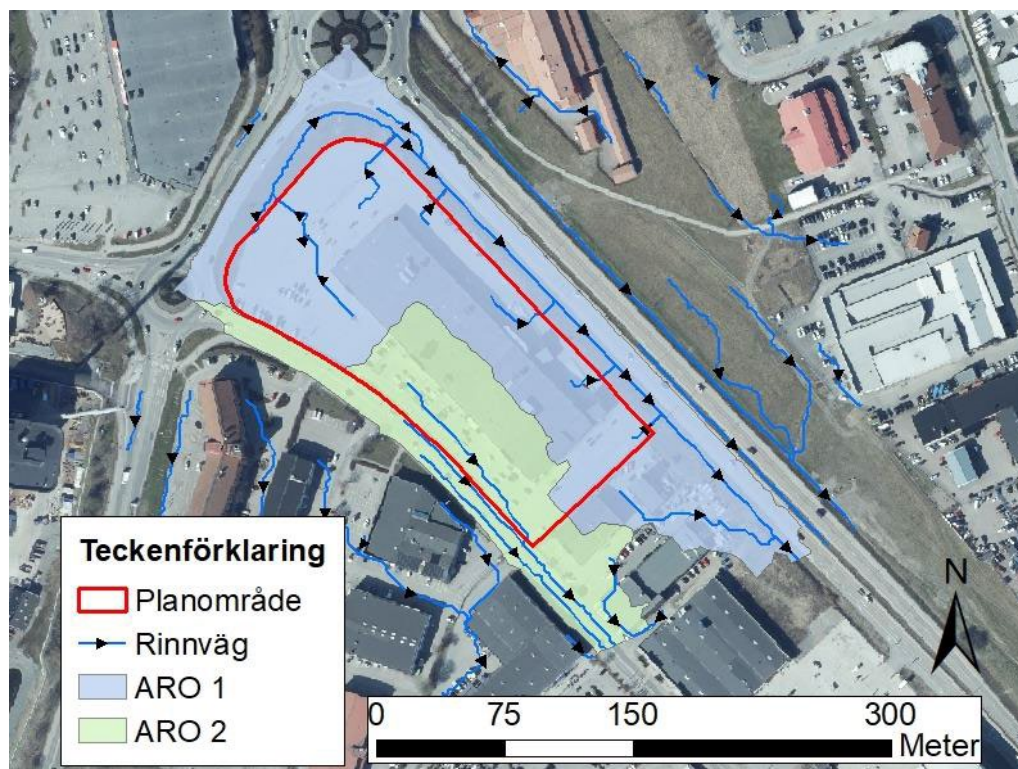 N
Teckenförklaring
Planområde
Rinnväg
ARO 1
ARO 2
0 75 150 300
Meter